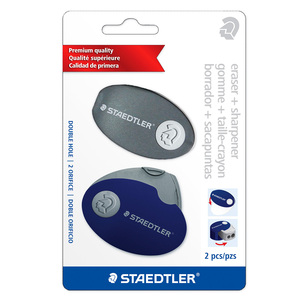 Premium quality
Qualité supérieure
Calidad de primera
eraser + sharpener
gomme + taille-crayon
borrador + sacapuntas
STAEDTLER
DOUBLE HOLE | 2 ORIFICE | DOBLE ORIFICIO
STAEDTLER
2 pcs/pzs
STAEDTLER